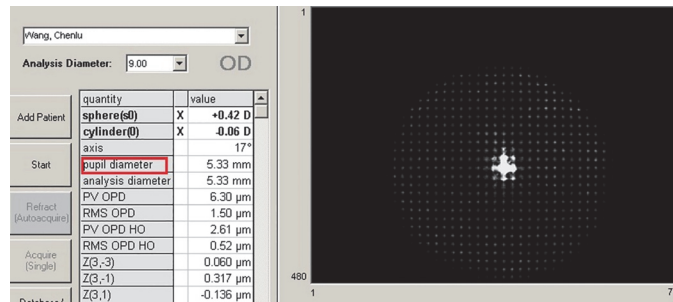 Wang, Chenlu
Analysis Diameter: 9.00 OD
quantity value
sphere(s0) X +0.42 D
cylinder(0) X -0.06 D
axis 17°
pupil diameter 5.33 mm
analysis diameter 5.33 mm
PV OPD 6.30 µm
RMS OPD 1.50 µm
PV OPD HO 2.61 µm
RMS OPD HO 0.52 µm
Z(3,-3) 0.060 µm
Z(3,-1) 0.317 µm
Z(3,1) -0.136 µm
Add Patient
Start
Refract
(Autoacquire)
Acquire
(Single)
Database /
1
480
1
7